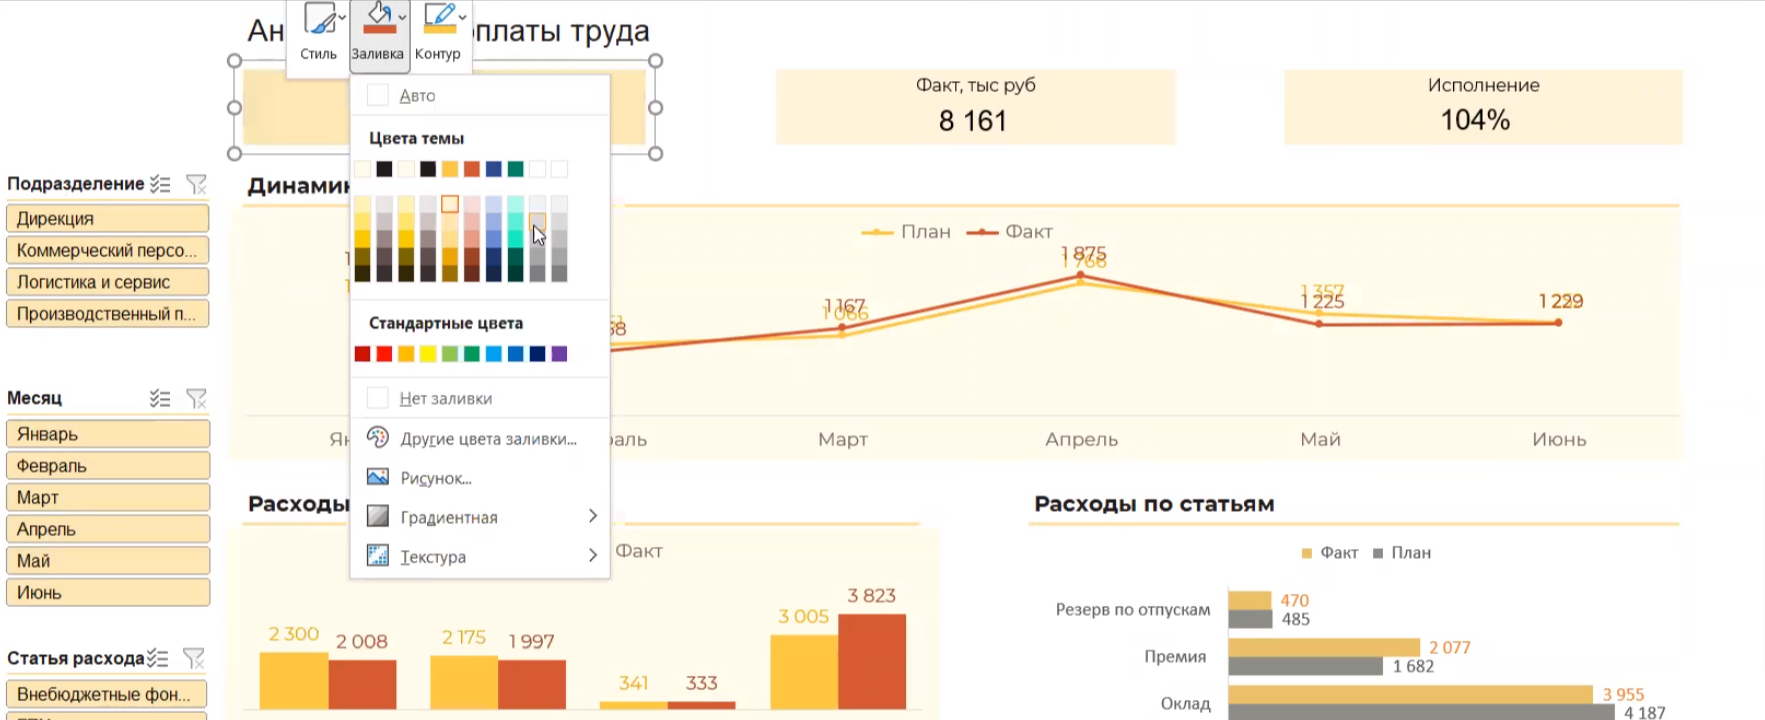 Ан
платы труда
Стиль
Заливка
Контур
Авто
Цвета темы
Стандартные цвета
Нет заливки
Другие цвета заливки...
Рисунок...
Градиентная
Текстура
Факт, тыс руб
8 161
Исполнение
104%
Подразделение
Дирекция
Коммерческий персо...
Логистика и сервис
Производственный п...
Месяц
Январь
Февраль
Март
Апрель
Май
Июнь
Статья расхода
Внебюджетные фон...
Динамик
План Факт
1 167
1 066
1 875
1 766
1 357
1 225
1 229
Ян
раль
Март
Апрель
Май
Июнь
Расходы
Факт
2 300
2 008
2 175
1 997
341
333
3 005
3 823
Расходы по статьям
Факт План
Резерв по отпускам
470
485
Премия
2 077
1 682
Оклад
3 955
4 187